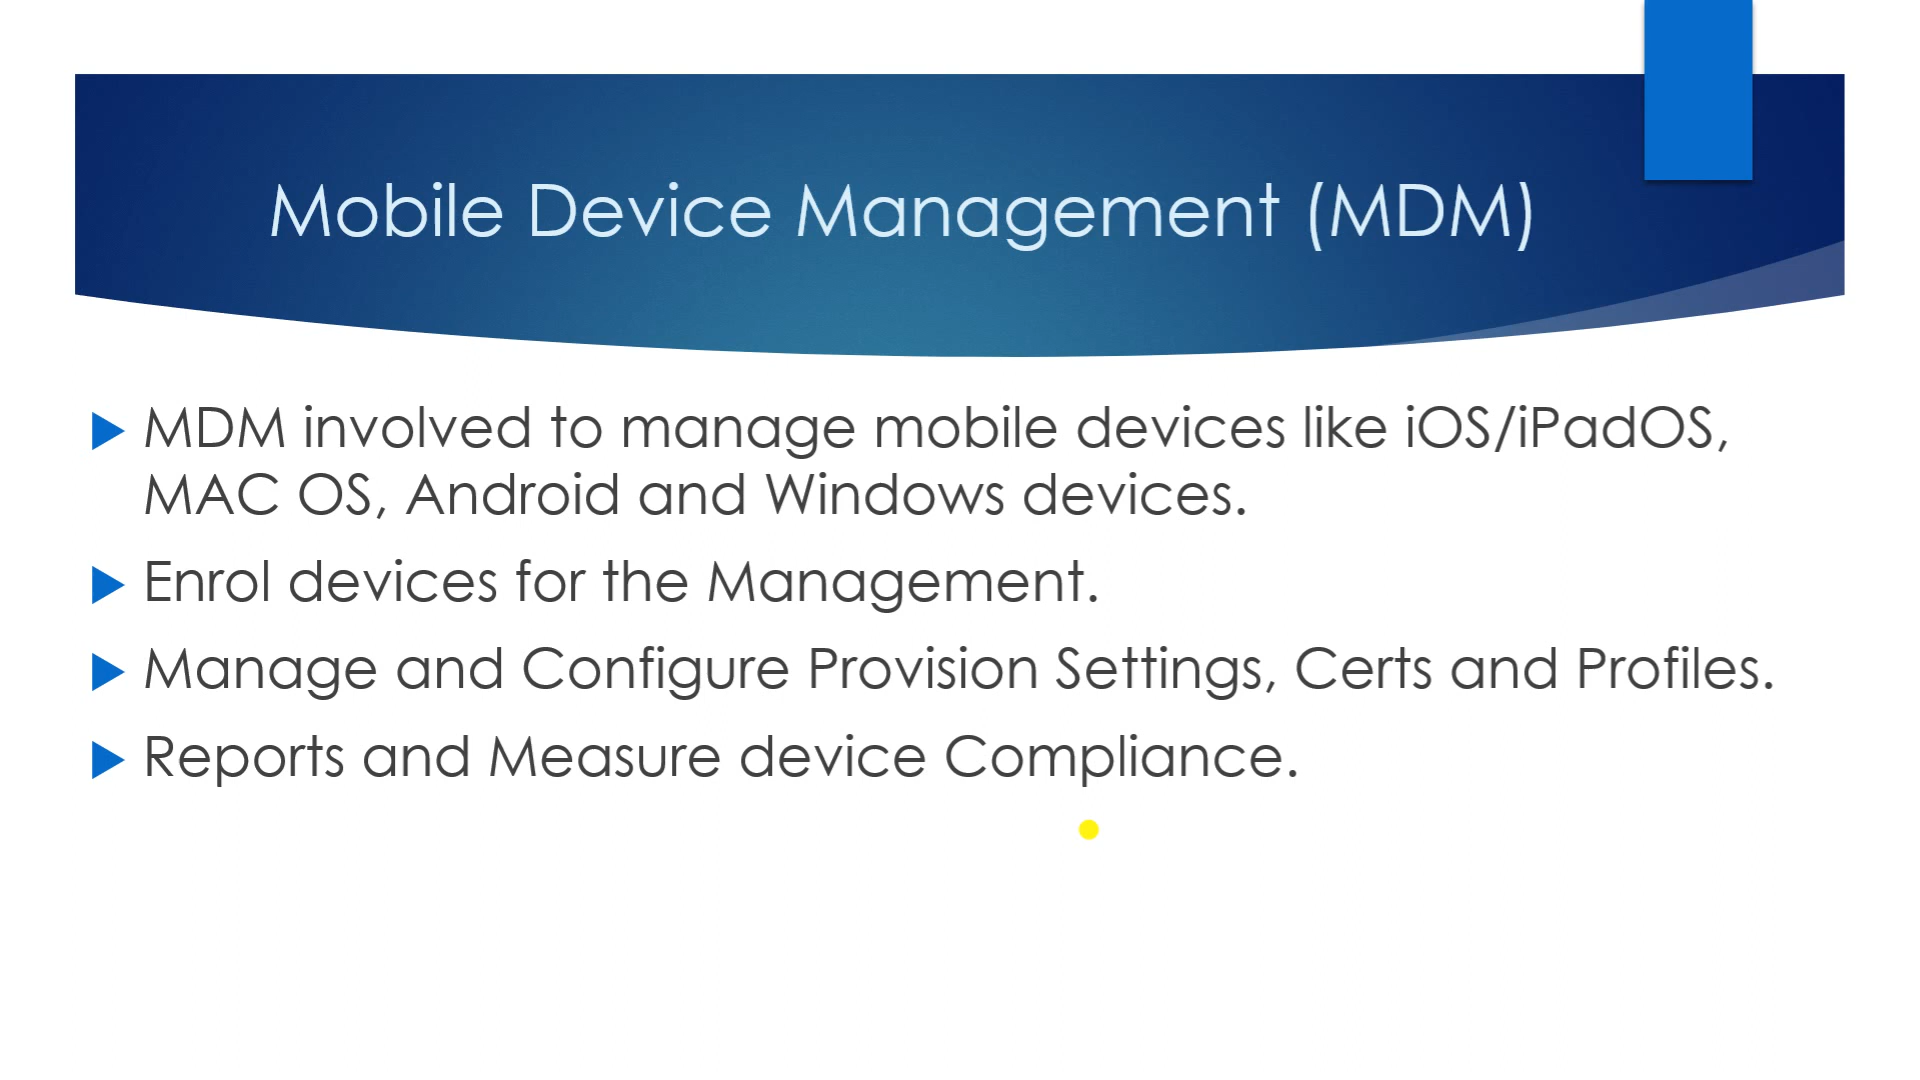 Mobile Device Management (MDM)
MDM involved to manage mobile devices like iOS/iPadOS,
MAC OS, Android and Windows devices.
Enrol devices for the Management.
Manage and Configure Provision Settings, Certs and Profiles.
Reports and Measure device Compliance.